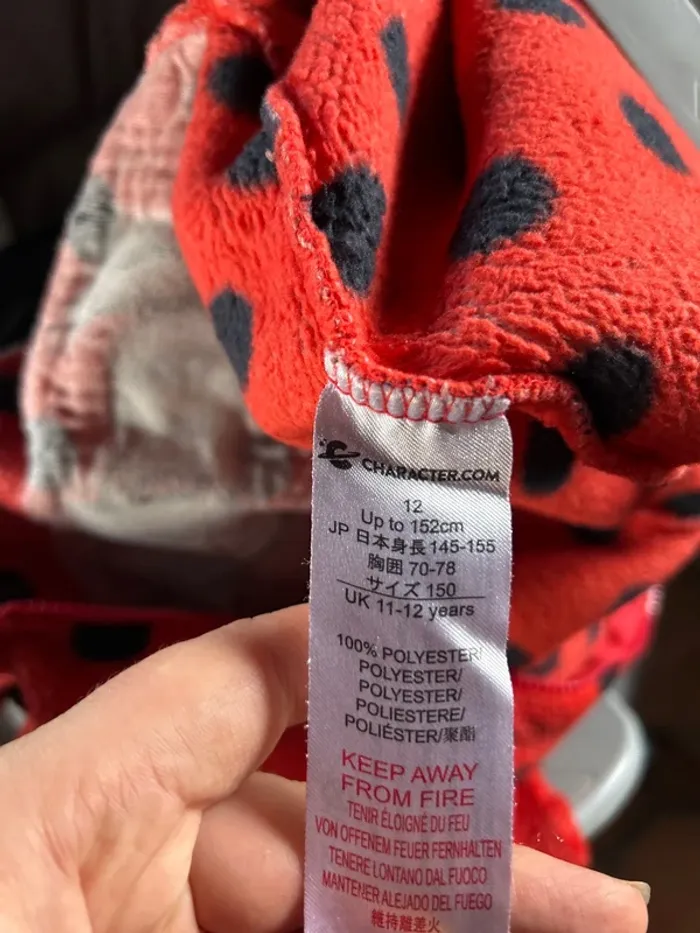 CHARACTER.COM
12
Up to 152cm
JP 日本身長 145-155
胸囲 70-78
サイズ 150
UK 11-12 years
100% POLYESTER/
POLYESTER/
POLYESTER/
POLIESTERE/
POLIÉSTER/聚酯
KEEP AWAY
FROM FIRE
TENIR ÉLOIGNÉ DU FEU
VON OFFENEM FEUER FERNHALTEN
TENERE LONTANO DAL FUOCO
MANTENER ALEJADO DEL FUEGO
維持離差火